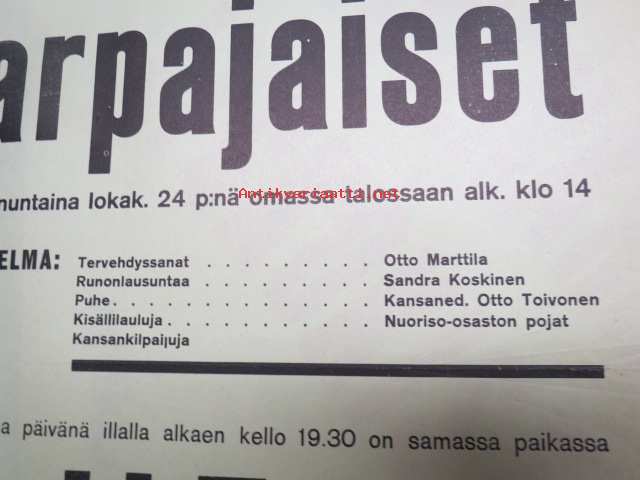 arpajaiset
nuntaina lokak. 24 p:nä omassa talossaan alk. klo 14
Antikvariaatti.net
ELMA:
Tervehdyssanat . . . . . . . . . Otto Marttila
Runonlausuntaa . . . . . . . . . Sandra Koskinen
Puhe . . . . . . . . . . . . . Kansaned. Otto Toivonen
Kisällilauluja . . . . . . . . . . Nuoriso-osaston pojat
Kansankilpailuja
a päivänä illalla alkaen kello 19.30 on samassa paikassa